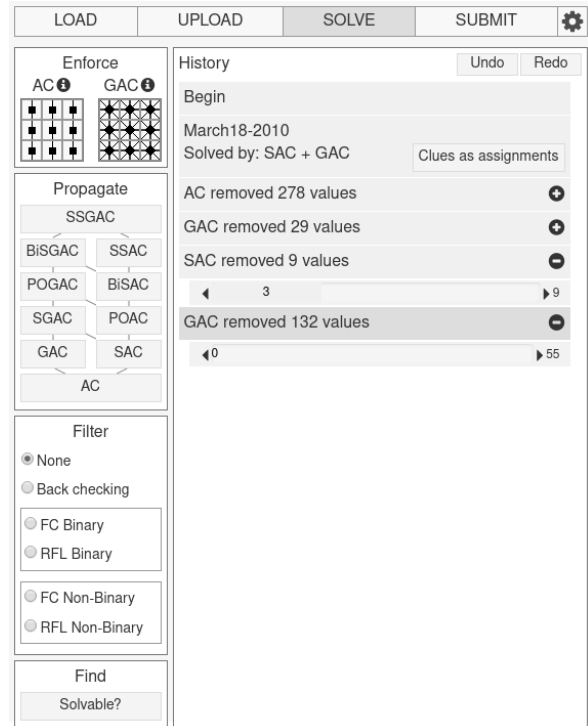 LOAD
UPLOAD
SOLVE
SUBMIT
Enforce
AC
GAC
Propagate
SSGAC
BiSGAC
SSAC
POGAC
BiSAC
SGAC
POAC
GAC
SAC
AC
Filter
None
Back checking
FC Binary
RFL Binary
FC Non-Binary
RFL Non-Binary
Find
Solvable?
History
Undo
Redo
Begin
March18-2010
Solved by: SAC + GAC
Clues as assignments
AC removed 278 values
GAC removed 29 values
SAC removed 9 values
3
9
GAC removed 132 values
0
55